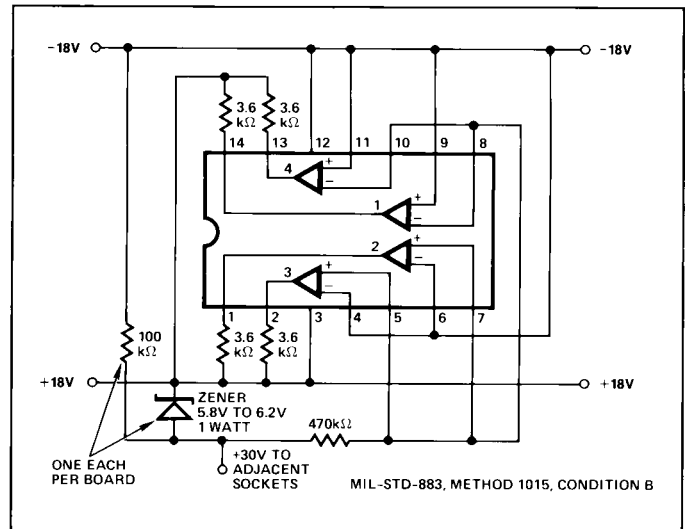 -18V
-18V
3.6 kΩ
3.6 kΩ
14
13
12
11
10
9
8
+
4
-
+
1
-
+
2
-
+
3
-
1
2
3
4
5
6
7
100 kΩ
3.6 kΩ
3.6 kΩ
+18V
+18V
ZENER
5.8V TO 6.2V
1 WATT
470kΩ
ONE EACH
PER BOARD
+30V TO
ADJACENT
SOCKETS
MIL-STD-883, METHOD 1015, CONDITION B